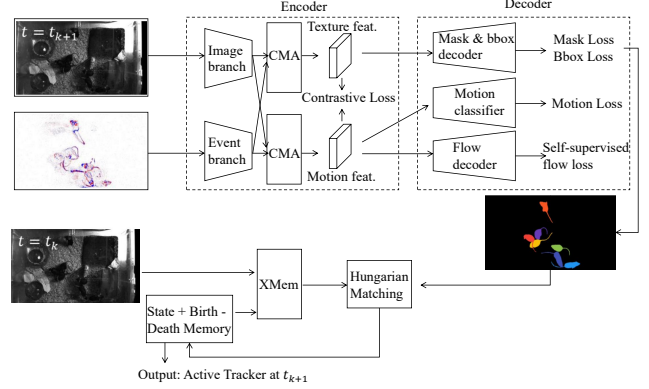 Encoder
Decoder
t = t_{k+1}
Image
branch
CMA
Texture feat.
Mask & bbox
decoder
Mask Loss
Bbox Loss
Contrastive Loss
Motion
classifier
Motion Loss
Event
branch
CMA
Motion feat.
Flow
decoder
Self-supervised
flow loss
t = t_k
XMem
Hungarian
Matching
State + Birth -
Death Memory
Output: Active Tracker at t_{k+1}